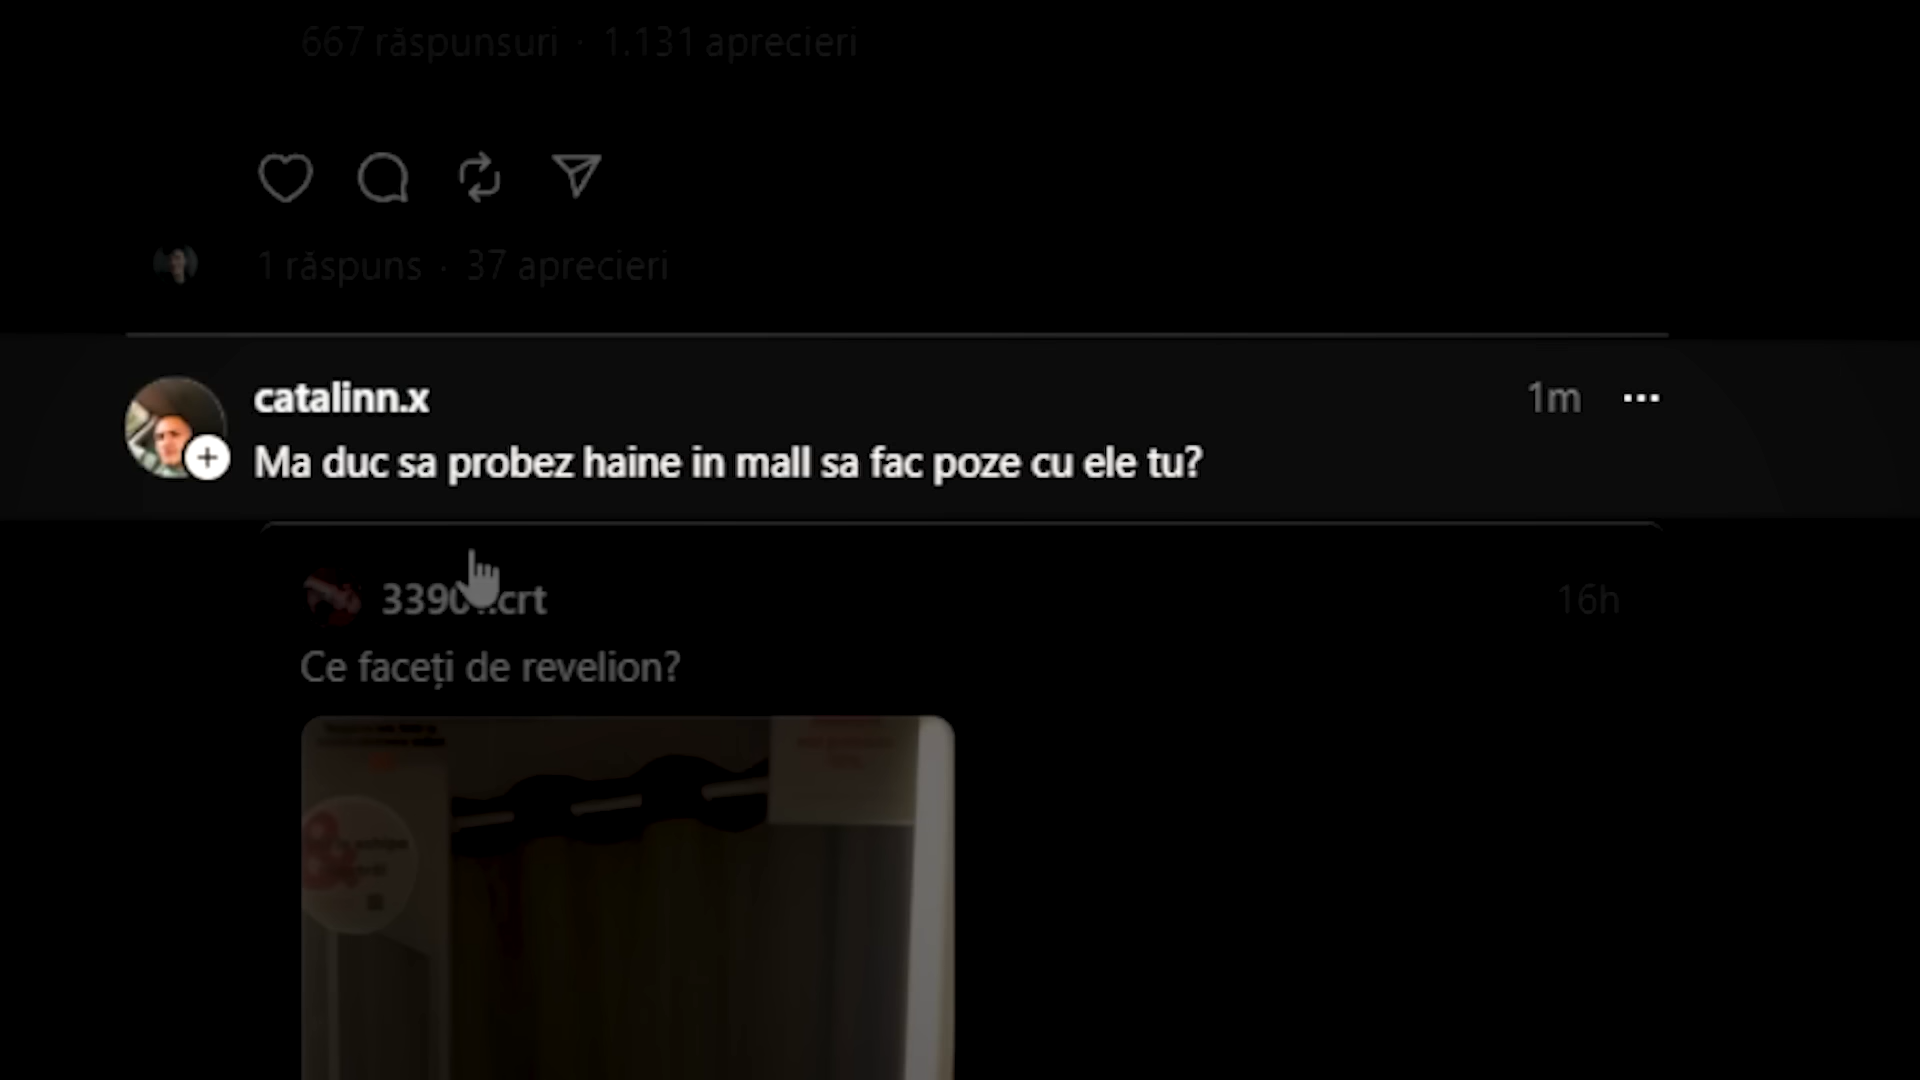 667 răspunsuri · 1.131 aprecieri
1 răspuns · 37 aprecieri
catalinn.x
1m
Ma duc sa probez haine in mall sa fac poze cu ele tu?
16h
Ce faceți de revelion?